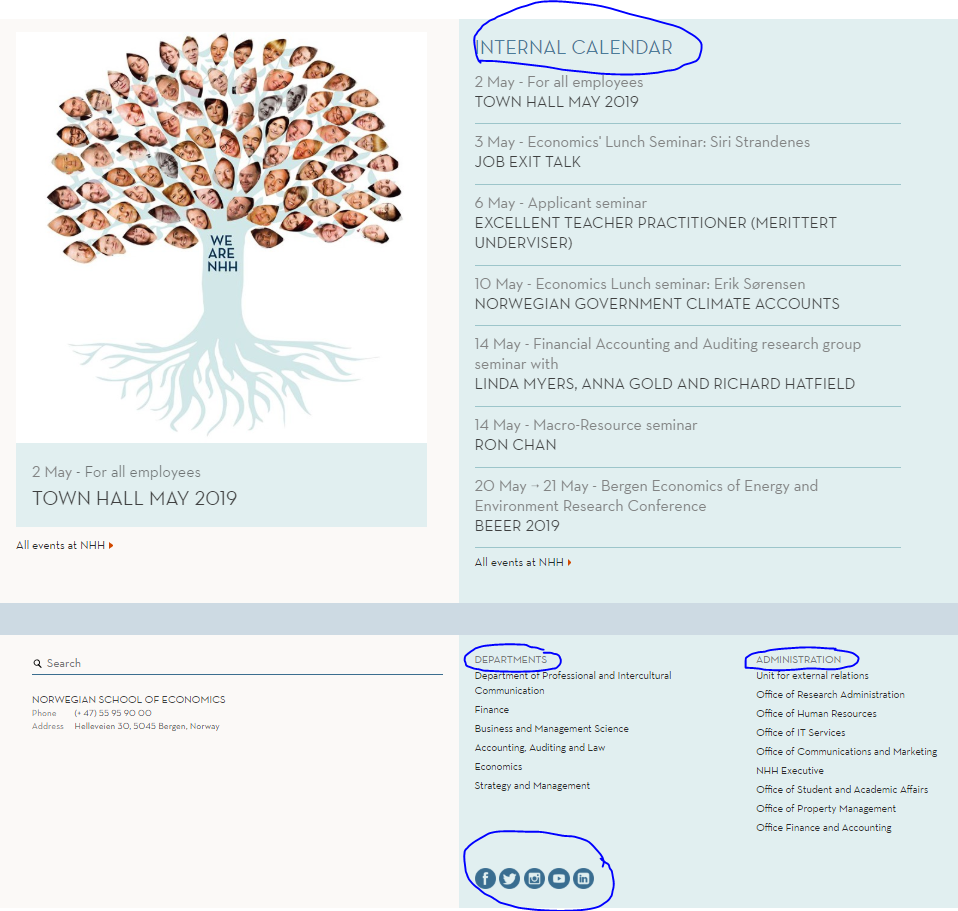 WE
ARE
NHH
2 May - For all employees
TOWN HALL MAY 2019
All events at NHH
INTERNAL CALENDAR
2 May - For all employees
TOWN HALL MAY 2019
3 May - Economics' Lunch Seminar: Siri Strandenes
JOB EXIT TALK
6 May - Applicant seminar
EXCELLENT TEACHER PRACTITIONER (MERITTERT
UNDERVISER)
10 May - Economics Lunch seminar: Erik Sørensen
NORWEGIAN GOVERNMENT CLIMATE ACCOUNTS
14 May - Financial Accounting and Auditing research group
seminar with
LINDA MYERS, ANNA GOLD AND RICHARD HATFIELD
14 May - Macro-Resource seminar
RON CHAN
20 May → 21 May - Bergen Economics of Energy and
Environment Research Conference
BEEER 2019
All events at NHH
Search
NORWEGIAN SCHOOL OF ECONOMICS
Phone (+ 47) 55 95 90 00
Address Helleveien 30, 5045 Bergen, Norway
DEPARTMENTS
Department of Professional and Intercultural
Communication
Finance
Business and Management Science
Accounting, Auditing and Law
Economics
Strategy and Management
ADMINISTRATION
Unit for external relations
Office of Research Administration
Office of Human Resources
Office of IT Services
Office of Communications and Marketing
NHH Executive
Office of Student and Academic Affairs
Office of Property Management
Office Finance and Accounting